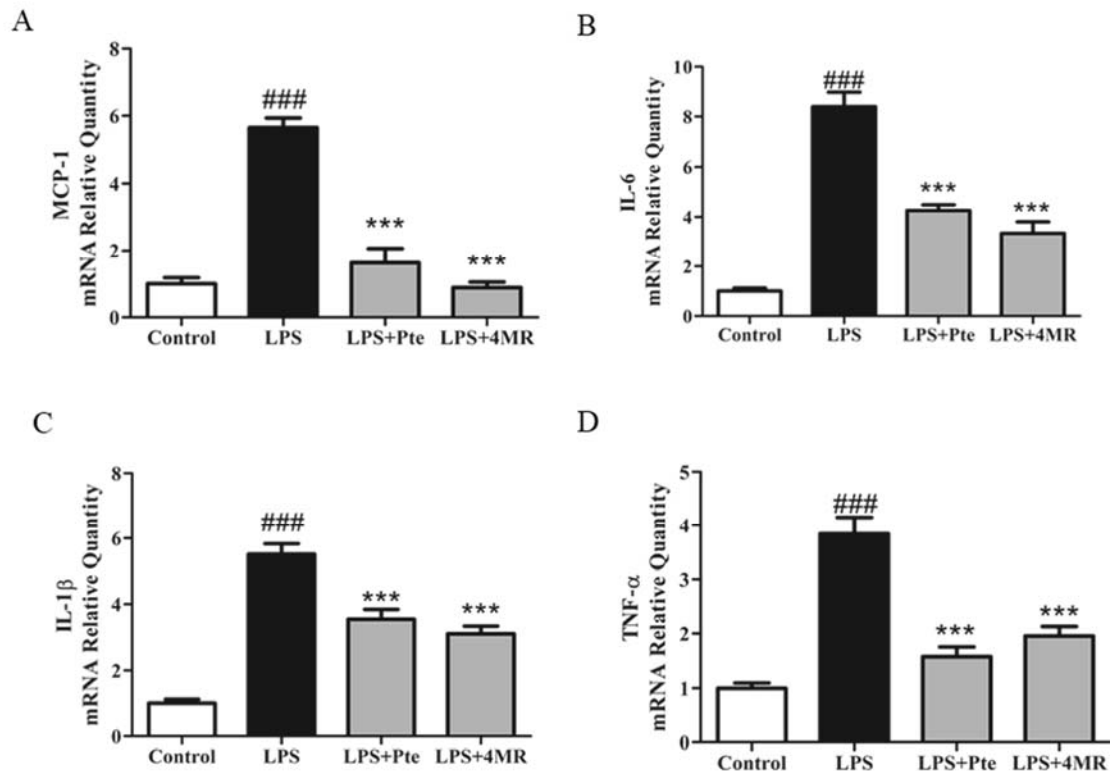 A
MCP-1
mRNA Relative Quantity
8
6
4
2
0
###
***
***
Control LPS LPS+Pte LPS+4MR
B
IL-6
mRNA Relative Quantity
10
8
6
4
2
0
###
***
***
Control LPS LPS+Pte LPS+4MR
C
IL-1β
mRNA Relative Quantity
8
6
4
2
0
###
***
***
Control LPS LPS+Pte LPS+4MR
D
TNF-α
mRNA Relative Quantity
5
4
3
2
1
0
###
***
***
Control LPS LPS+Pte LPS+4MR